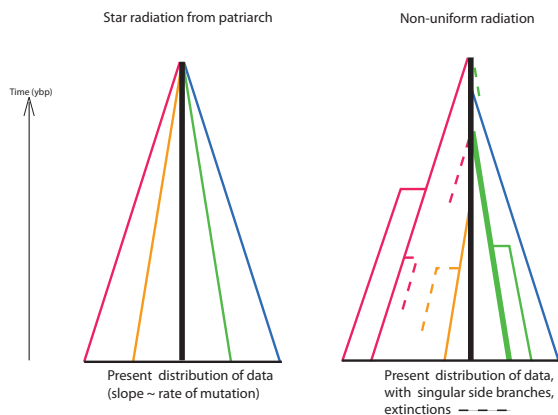 Star radiation from patriarch
Non-uniform radiation
Time (ybp)
Present distribution of data
(slope ~ rate of mutation)
Present distribution of data,
with singular side branches,
extinctions